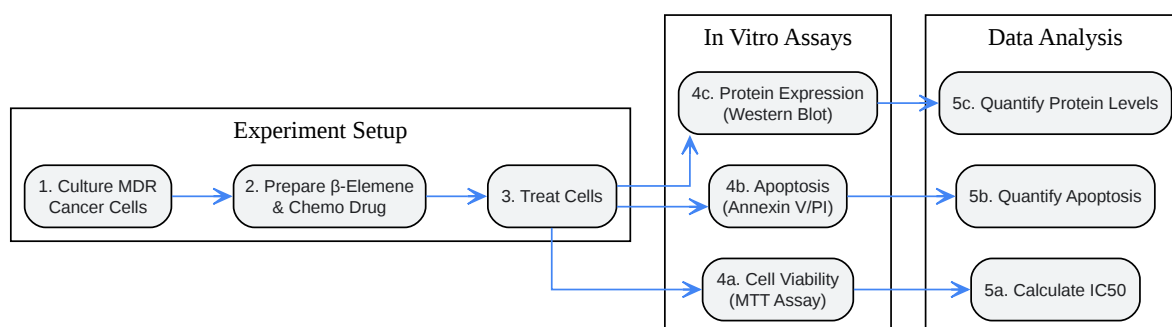 In Vitro Assays
Data Analysis
4c. Protein Expression
(Western Blot)
5c. Quantify Protein Levels
Experiment Setup
1. Culture MDR
Cancer Cells
2. Prepare β-Elemene
& Chemo Drug
3. Treat Cells
4b. Apoptosis
(Annexin V/PI)
5b. Quantify Apoptosis
4a. Cell Viability
(MTT Assay)
5a. Calculate IC50